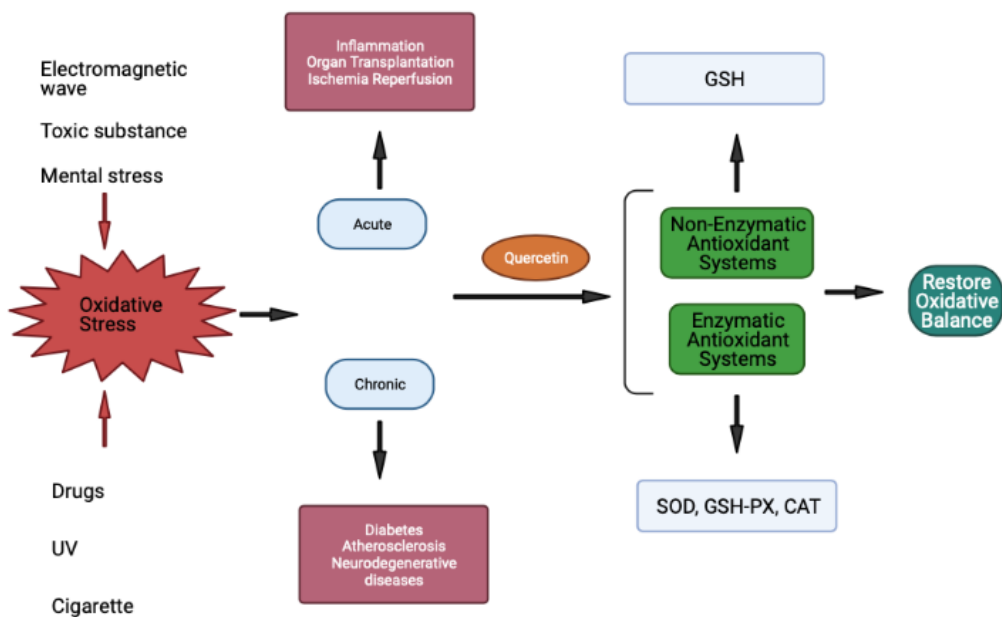 Electromagnetic
wave
Toxic substance
Mental stress
Oxidative
Stress
Drugs
UV
Cigarette
Inflammation
Organ Transplantation
Ischemia Reperfusion
Acute
Chronic
Diabetes
Atherosclerosis
Neurodegenerative
diseases
Quercetin
GSH
Non-Enzymatic
Antioxidant
Systems
Enzymatic
Antioxidant
Systems
SOD, GSH-PX, CAT
Restore
Oxidative
Balance